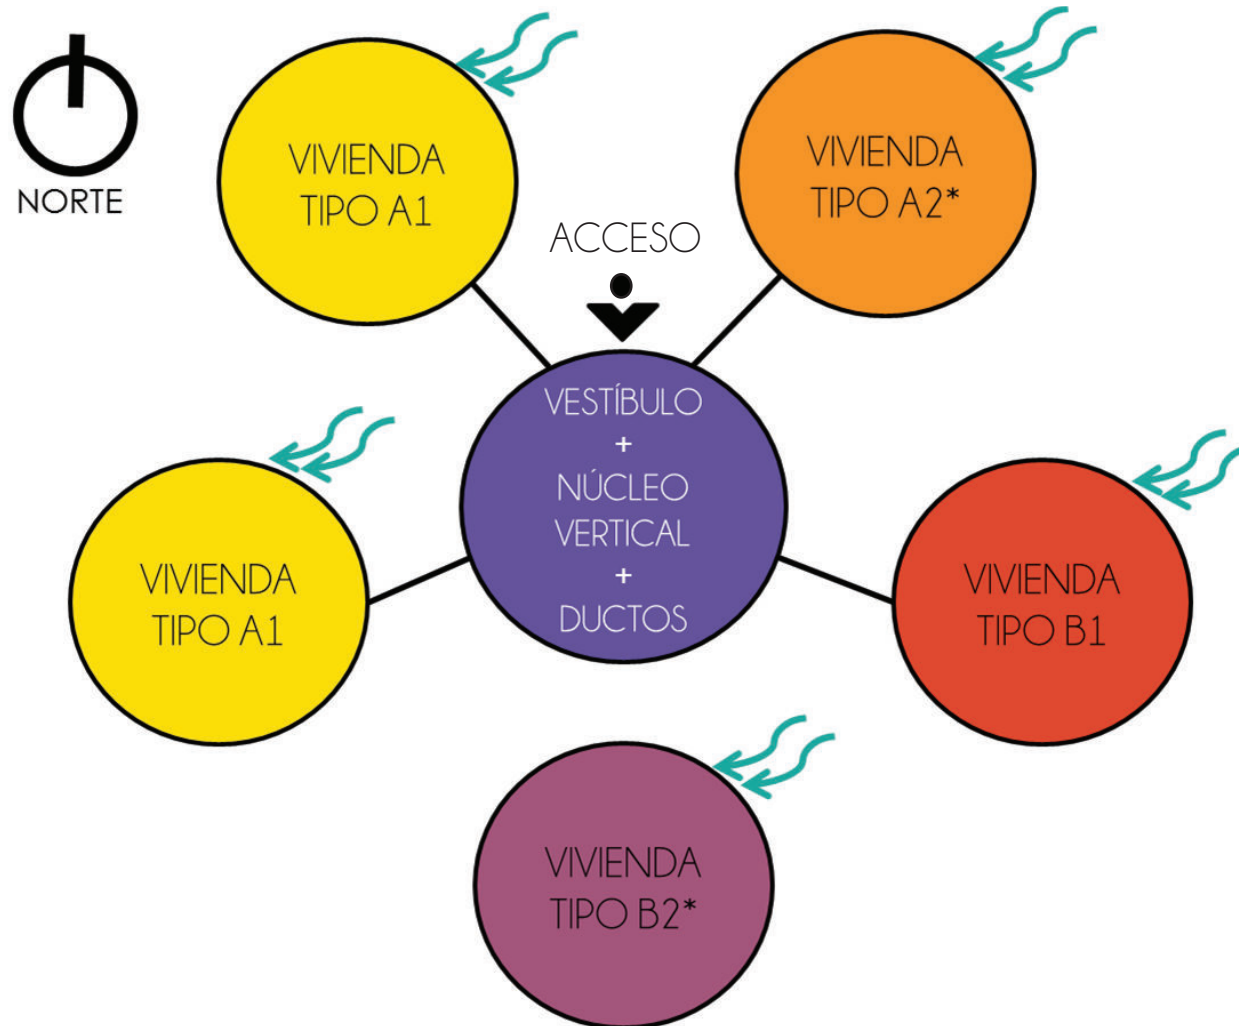 NORTE
VIVIENDA
TIPO A1
VIVIENDA
TIPO A2*
ACCESO
VESTÍBULO
+
NÚCLEO
VERTICAL
+
DUCTOS
VIVIENDA
TIPO A1
VIVIENDA
TIPO B1
VIVIENDA
TIPO B2*